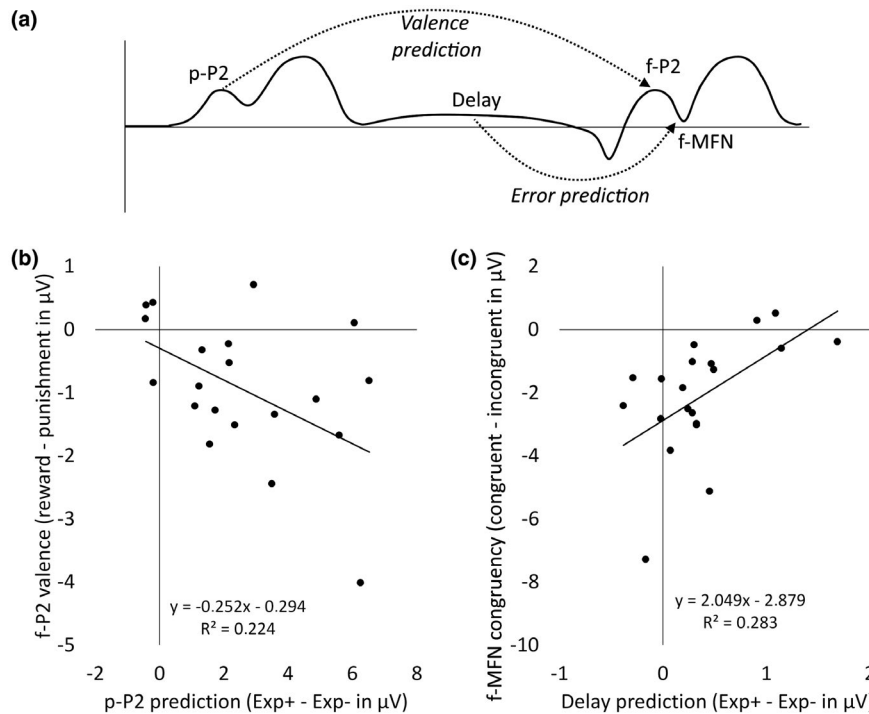 (a)
Valence
prediction
p-P2
f-P2
Delay
f-MFN
Error prediction
(b)
f-P2 valence (reward - punishment in µV)
1
0
-1
-2
-3
-4
-5
y = -0.252x - 0.294
R² = 0.224
-2 0 2 4 6 8
p-P2 prediction (Exp+ - Exp- in µV)
(c)
f-MFN congruency (congruent - incongruent in µV)
2
0
-2
-4
-6
-8
-10
y = 2.049x - 2.879
R² = 0.283
-1 0 1 2
Delay prediction (Exp+ - Exp- in µV)